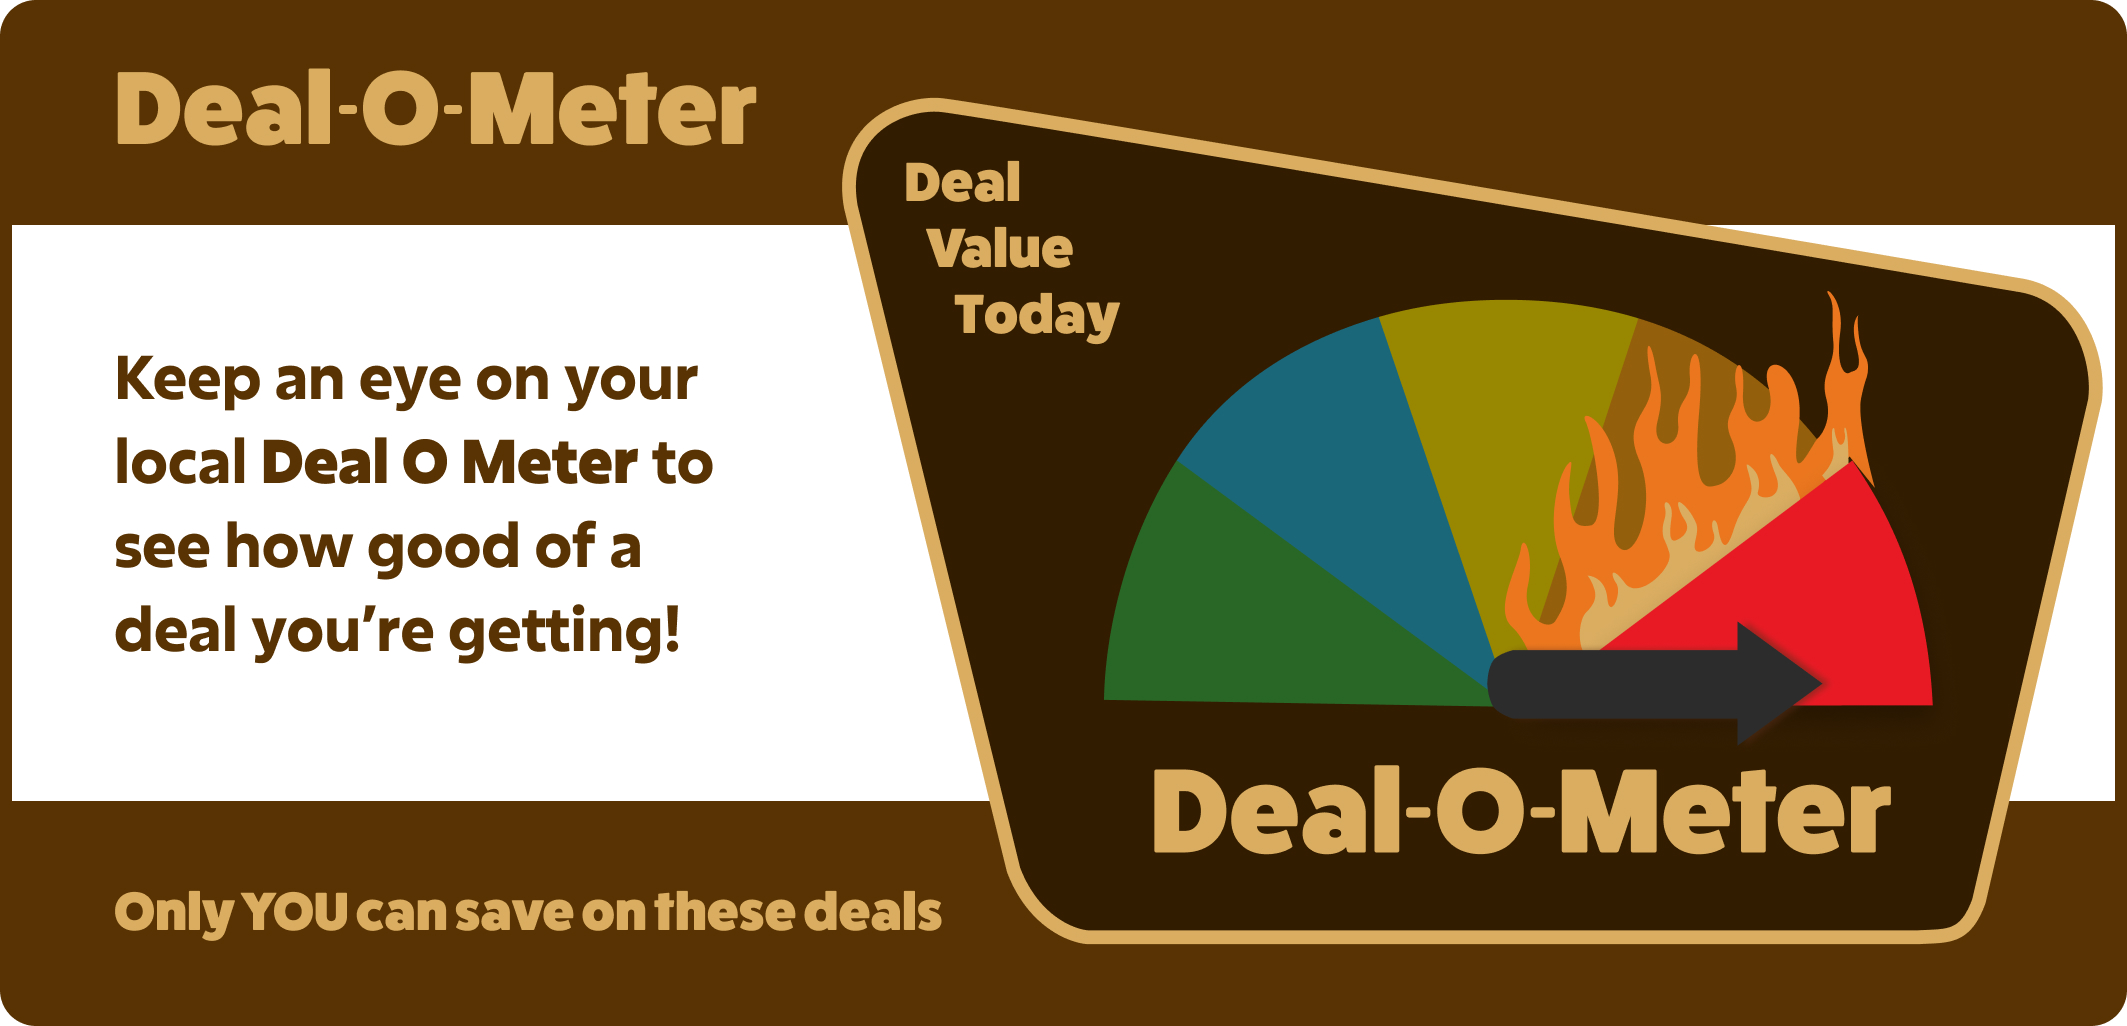 Deal-O-Meter
Keep an eye on your
local Deal O Meter to
see how good of a
deal you’re getting!
Only YOU can save on these deals
Deal
Value
Today
Deal-O-Meter